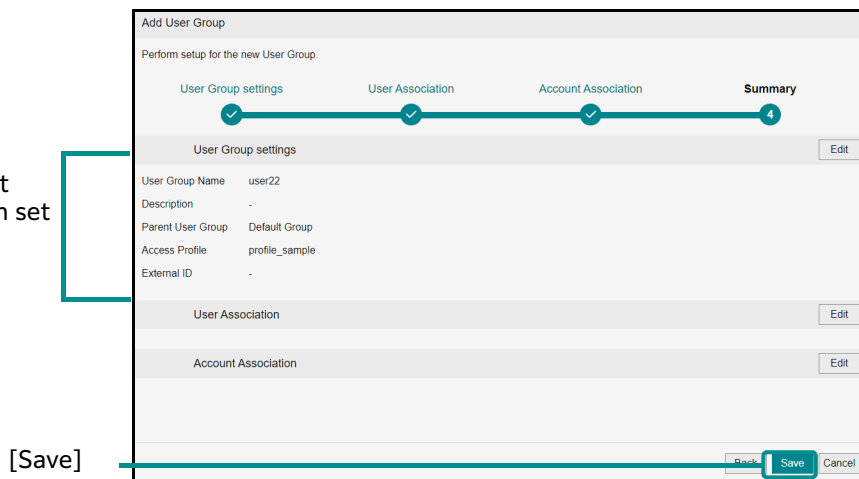 Add User Group
Perform setup for the new User Group.
User Group settings User Association Account Association Summary
4
User Group settings Edit
User Group Name user22
Description -
Parent User Group Default Group
Access Profile profile_sample
External ID -
set
User Association Edit
Account Association Edit
[Save]
Back Save Cancel